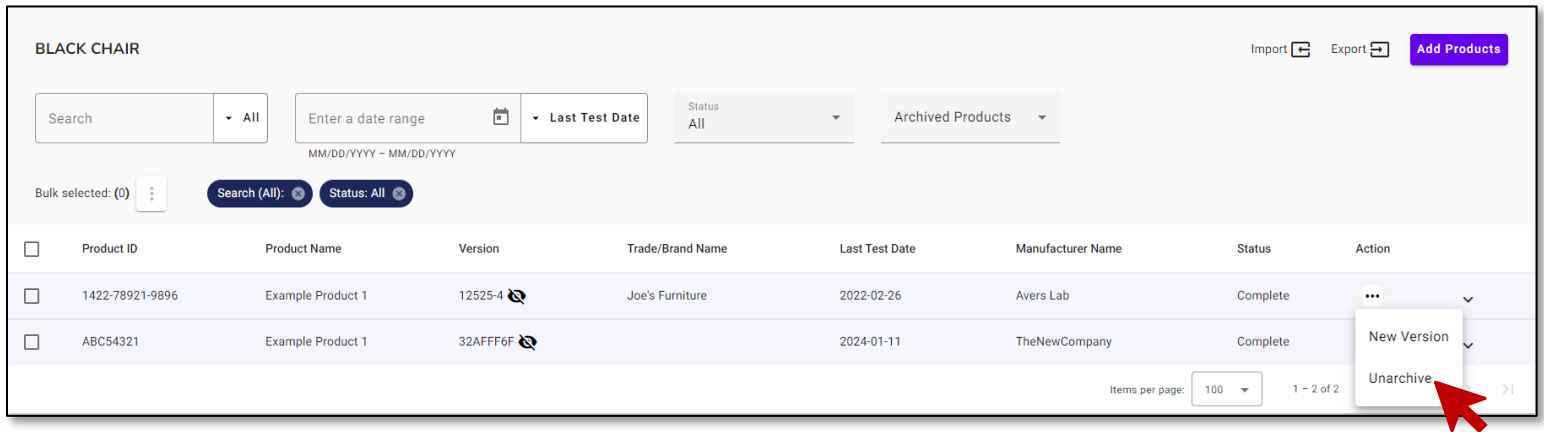 BLACK CHAIR
Import Export Add Products
Search All Enter a date range Last Test Date Status All Archived Products
MM/DD/YYYY – MM/DD/YYYY
Bulk selected: (0) Search (All): Status: All
Product ID Product Name Version Trade/Brand Name Last Test Date Manufacturer Name Status Action
1422-78921-9896 Example Product 1 12525-4 Joe's Furniture 2022-02-26 Avers Lab Complete
ABC54321 Example Product 1 32AFFF6F 2024-01-11 TheNewCompany Complete
New Version
Unarchive
Items per page: 100 1 – 2 of 2